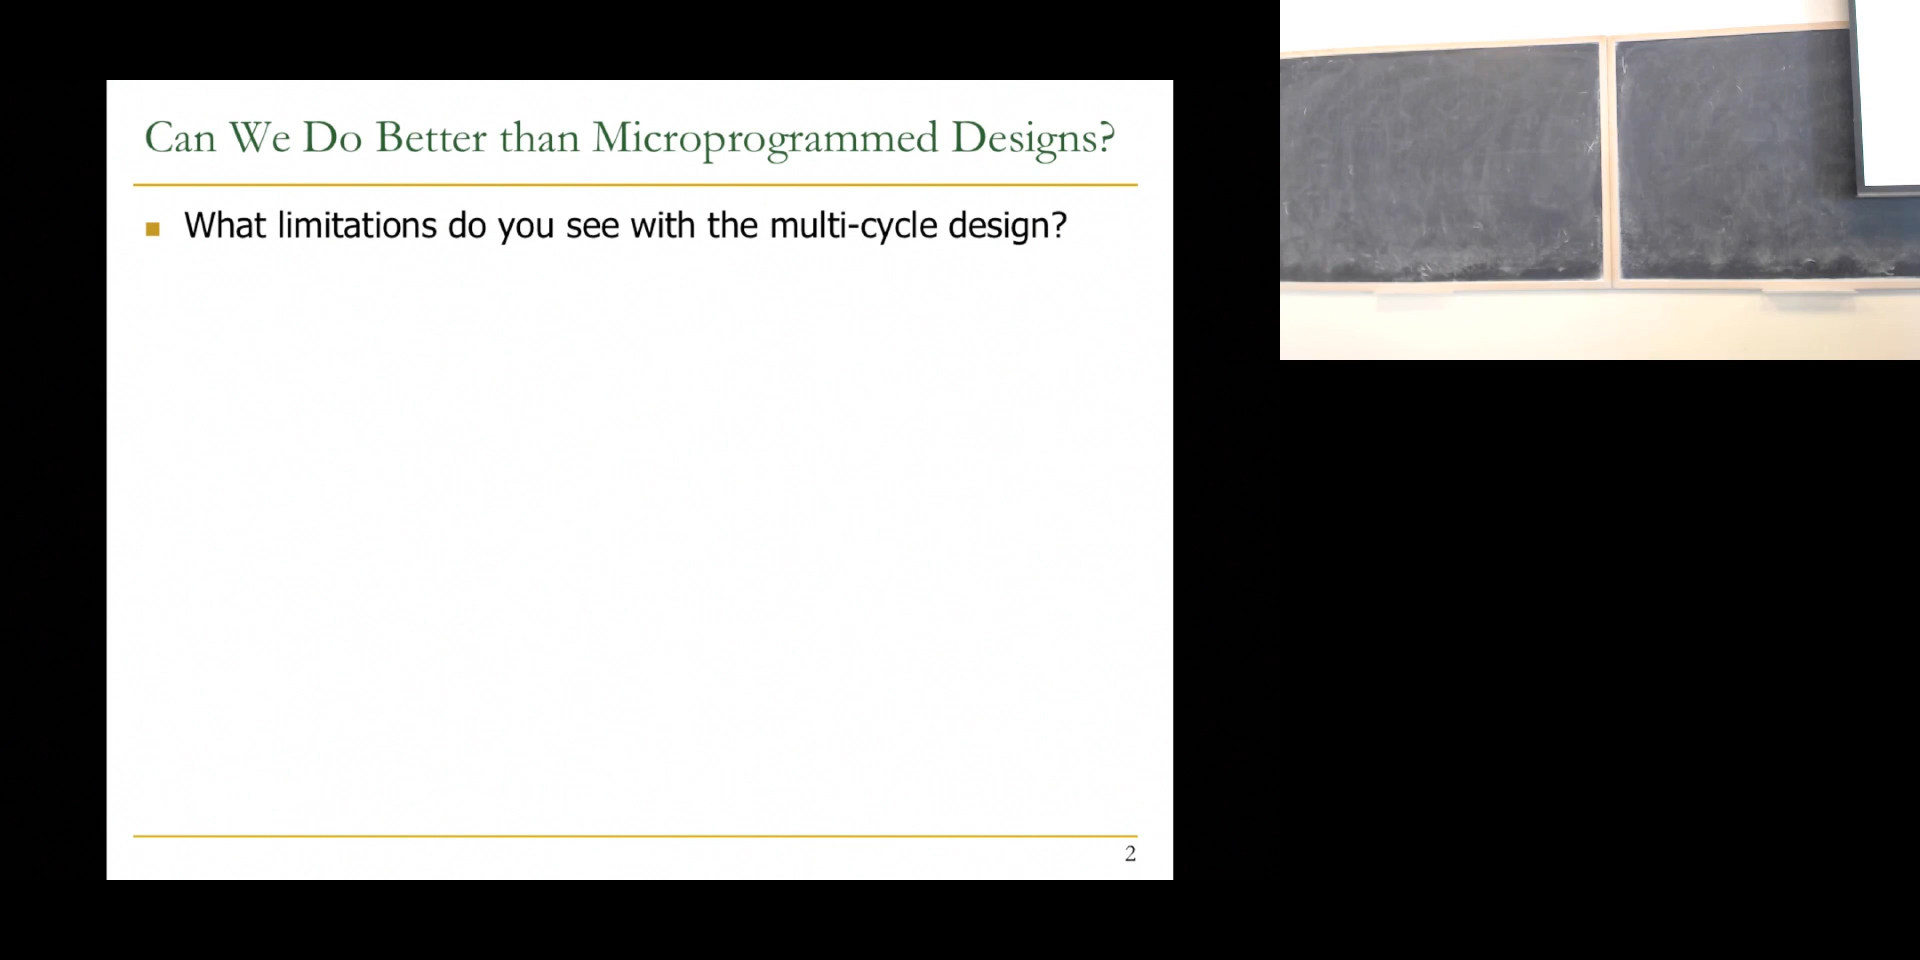 Can We Do Better than Microprogrammed Designs?
What limitations do you see with the multi-cycle design?
2